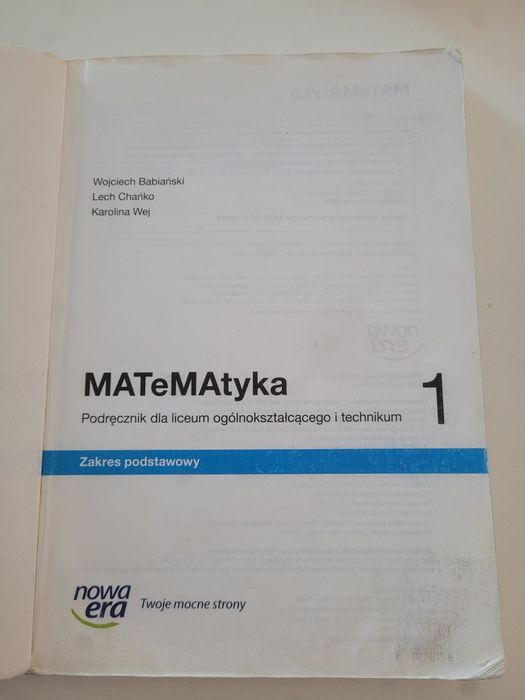 Wojciech Babiański
Lech Chańko
Karolina Wej
MATeMAtyka 1
Podręcznik dla liceum ogólnokształcącego i technikum
Zakres podstawowy
nowa
era
Twoje mocne strony